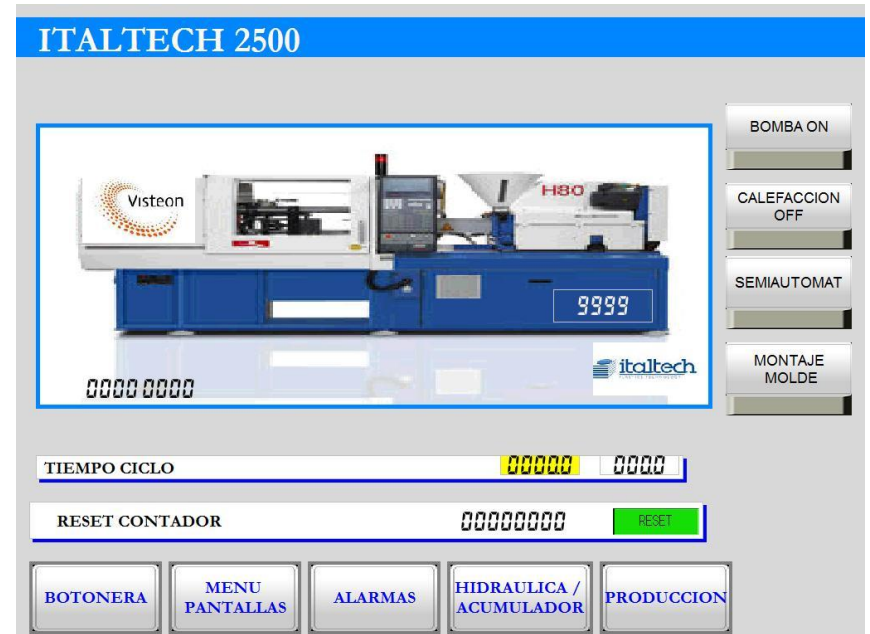 ITALTECH 2500
BOMBA ON
Visteon
H80
CALEFACCION
OFF
SEMIAUTOMAT
9999
italtech
MONTAJE
MOLDE
0000 0000
TIEMPO CICLO 0000.0 000.0
RESET CONTADOR 00000000 RESET
BOTONERA
MENU
PANTALLAS
ALARMAS
HIDRAULICA /
ACUMULADOR
PRODUCCION